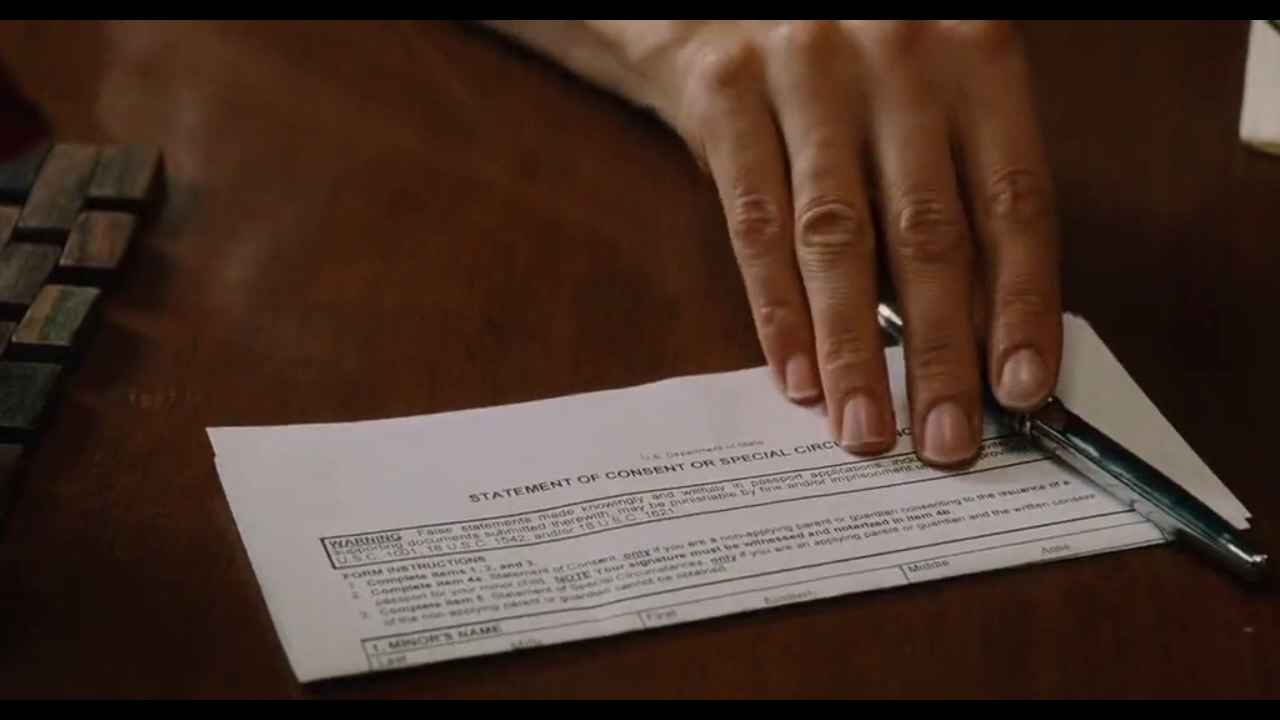 U.S. Department of State
STATEMENT OF CONSENT OR SPECIAL CIRCU
WARNING False statements made knowingly and willfully in passport applications, inclu
supporting documents submitted therewith, may be punishable by fine and/or imprisonment u provi
U.S.C. 1001, 18 U.S.C. 1542, and/or 18 U.S.C. 1621.
FORM INSTRUCTIONS
1. Complete items 1, 2, and 3.
2. Complete item 4a, Statement of Consent, only if you are a non-applying parent or guardian consenting to the issuance of a
passport for your minor child. NOTE: Your signature must be witnessed and notarized in item 4b.
3. Complete item 5, Statement of Special Circumstances, only if you are an applying parent or guardian and the written consent
of the non-applying parent or guardian cannot be obtained.
1. MINOR'S NAME
Last Mills First Kimberly Middle Anne